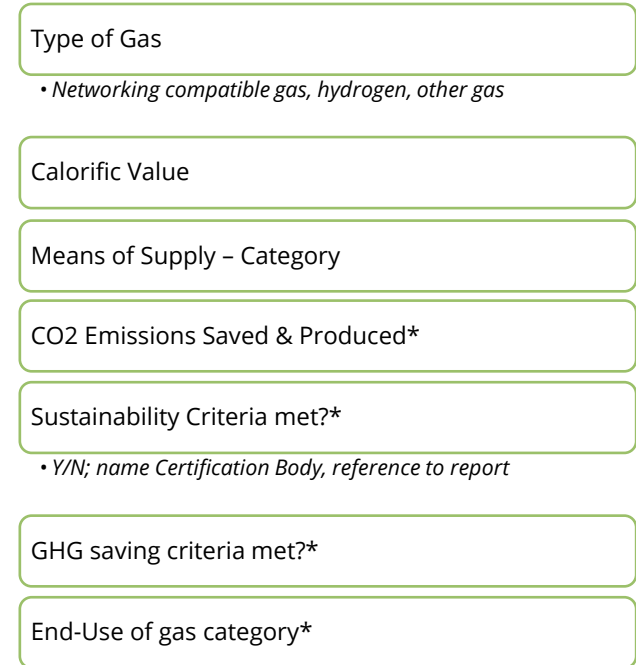 Type of Gas
• Networking compatible gas, hydrogen, other gas
Calorific Value
Means of Supply – Category
CO2 Emissions Saved & Produced*
Sustainability Criteria met?*
• Y/N; name Certification Body, reference to report
GHG saving criteria met?*
End-Use of gas category*